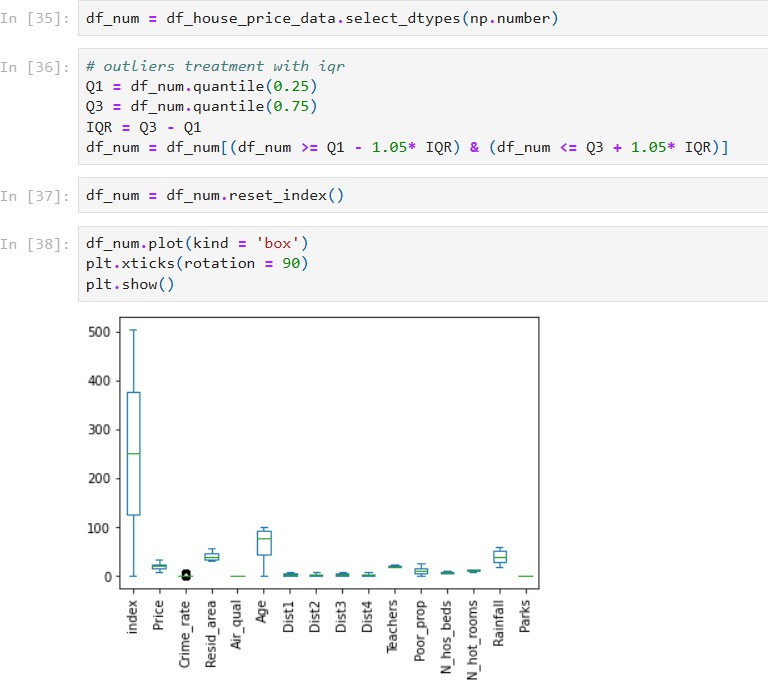 In [35]: df_num = df_house_price_data.select_dtypes(np.number)
In [36]: # outliers treatment with iqr
Q1 = df_num.quantile(0.25)
Q3 = df_num.quantile(0.75)
IQR = Q3 - Q1
df_num = df_num[(df_num >= Q1 - 1.05* IQR) & (df_num <= Q3 + 1.05* IQR)]
In [37]: df_num = df_num.reset_index()
In [38]: df_num.plot(kind = 'box')
plt.xticks(rotation = 90)
plt.show()
500
400
300
200
100
0
index
Price
Crime_rate
Resid_area
Air_qual
Age
Dist1
Dist2
Dist3
Dist4
Teachers
Poor_prop
N_hos_beds
N_hot_rooms
Rainfall
Parks